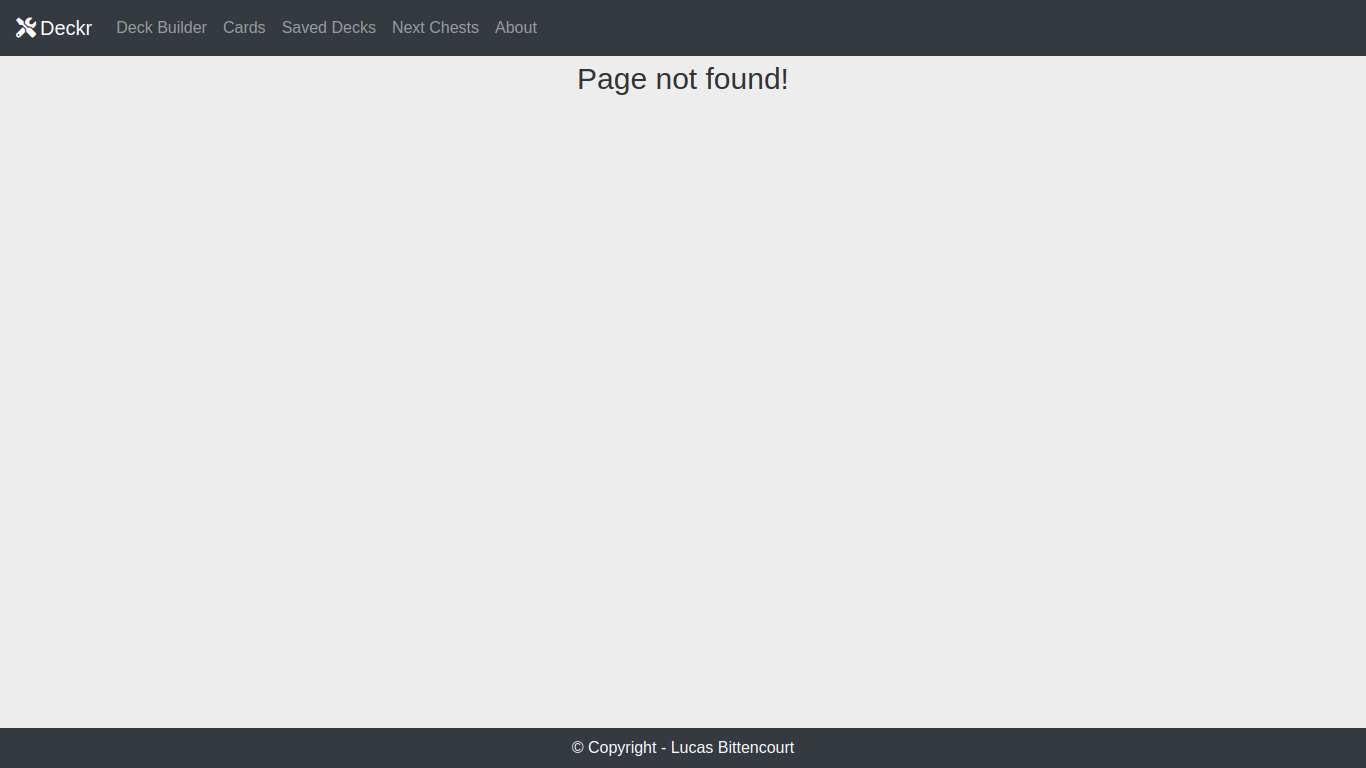 Deckr Deck Builder Cards Saved Decks Next Chests About
Page not found!
© Copyright - Lucas Bittencourt